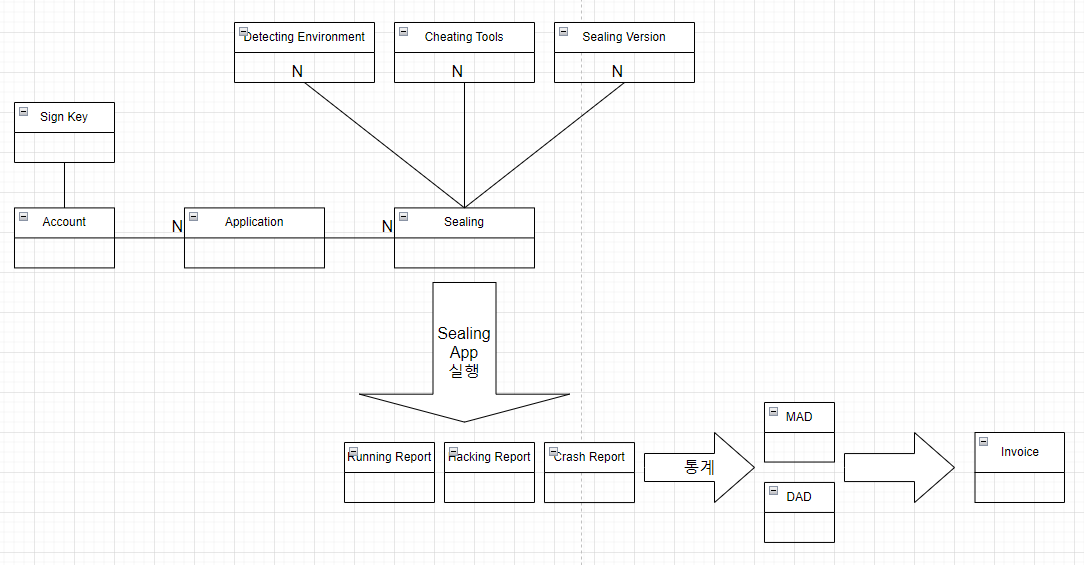 Detecting Environment
Cheating Tools
Sealing Version
N
N
N
Sign Key
Account
N
Application
N
Sealing
Sealing
App
실행
Running Report
Hacking Report
Crash Report
통계
MAD
DAD
Invoice